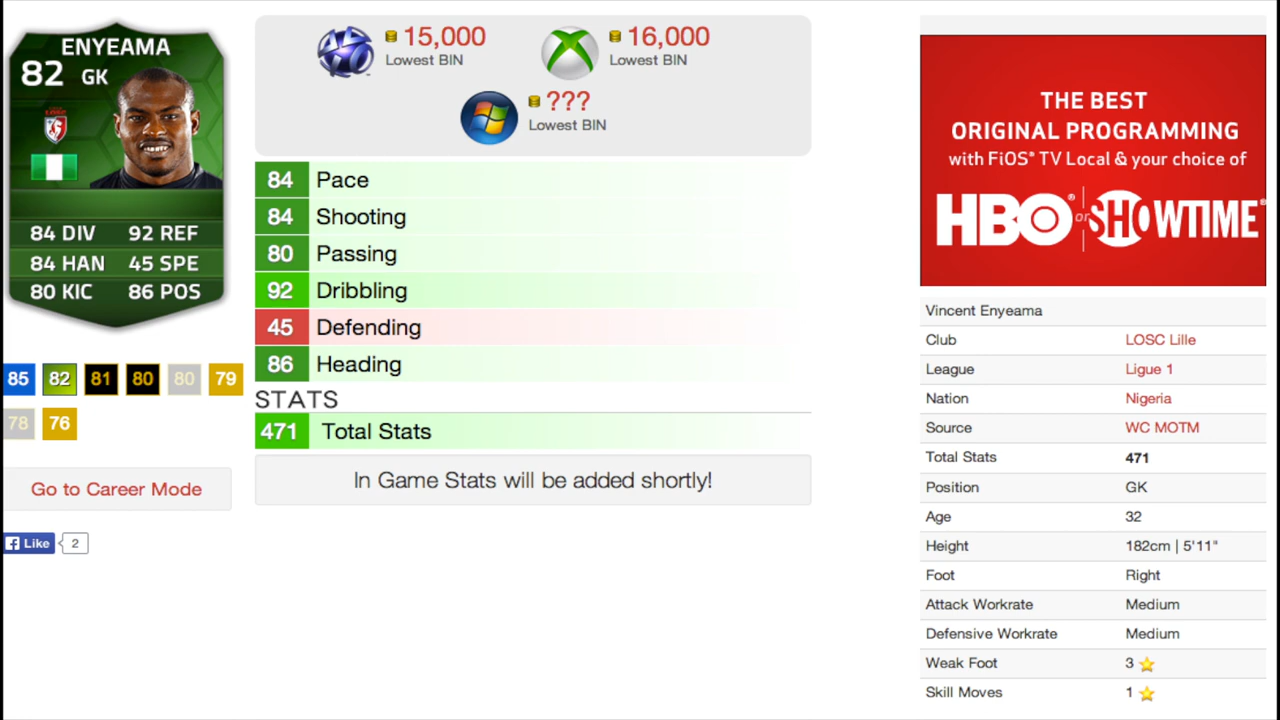 ENYEAMA
82 GK
LOSC
84 DIV 92 REF
84 HAN 45 SPE
80 KIC 86 POS
85 82 81 80 80 79
78 76
Go to Career Mode
Like 2
15,000
Lowest BIN
16,000
Lowest BIN
???
Lowest BIN
84 Pace
84 Shooting
80 Passing
92 Dribbling
45 Defending
86 Heading
STATS
471 Total Stats
In Game Stats will be added shortly!
THE BEST
ORIGINAL PROGRAMMING
with FiOS® TV Local & your choice of
HBO® or SHOWTIME®
Vincent Enyeama
Club LOSC Lille
League Ligue 1
Nation Nigeria
Source WC MOTM
Total Stats 471
Position GK
Age 32
Height 182cm | 5'11"
Foot Right
Attack Workrate Medium
Defensive Workrate Medium
Weak Foot 3
Skill Moves 1